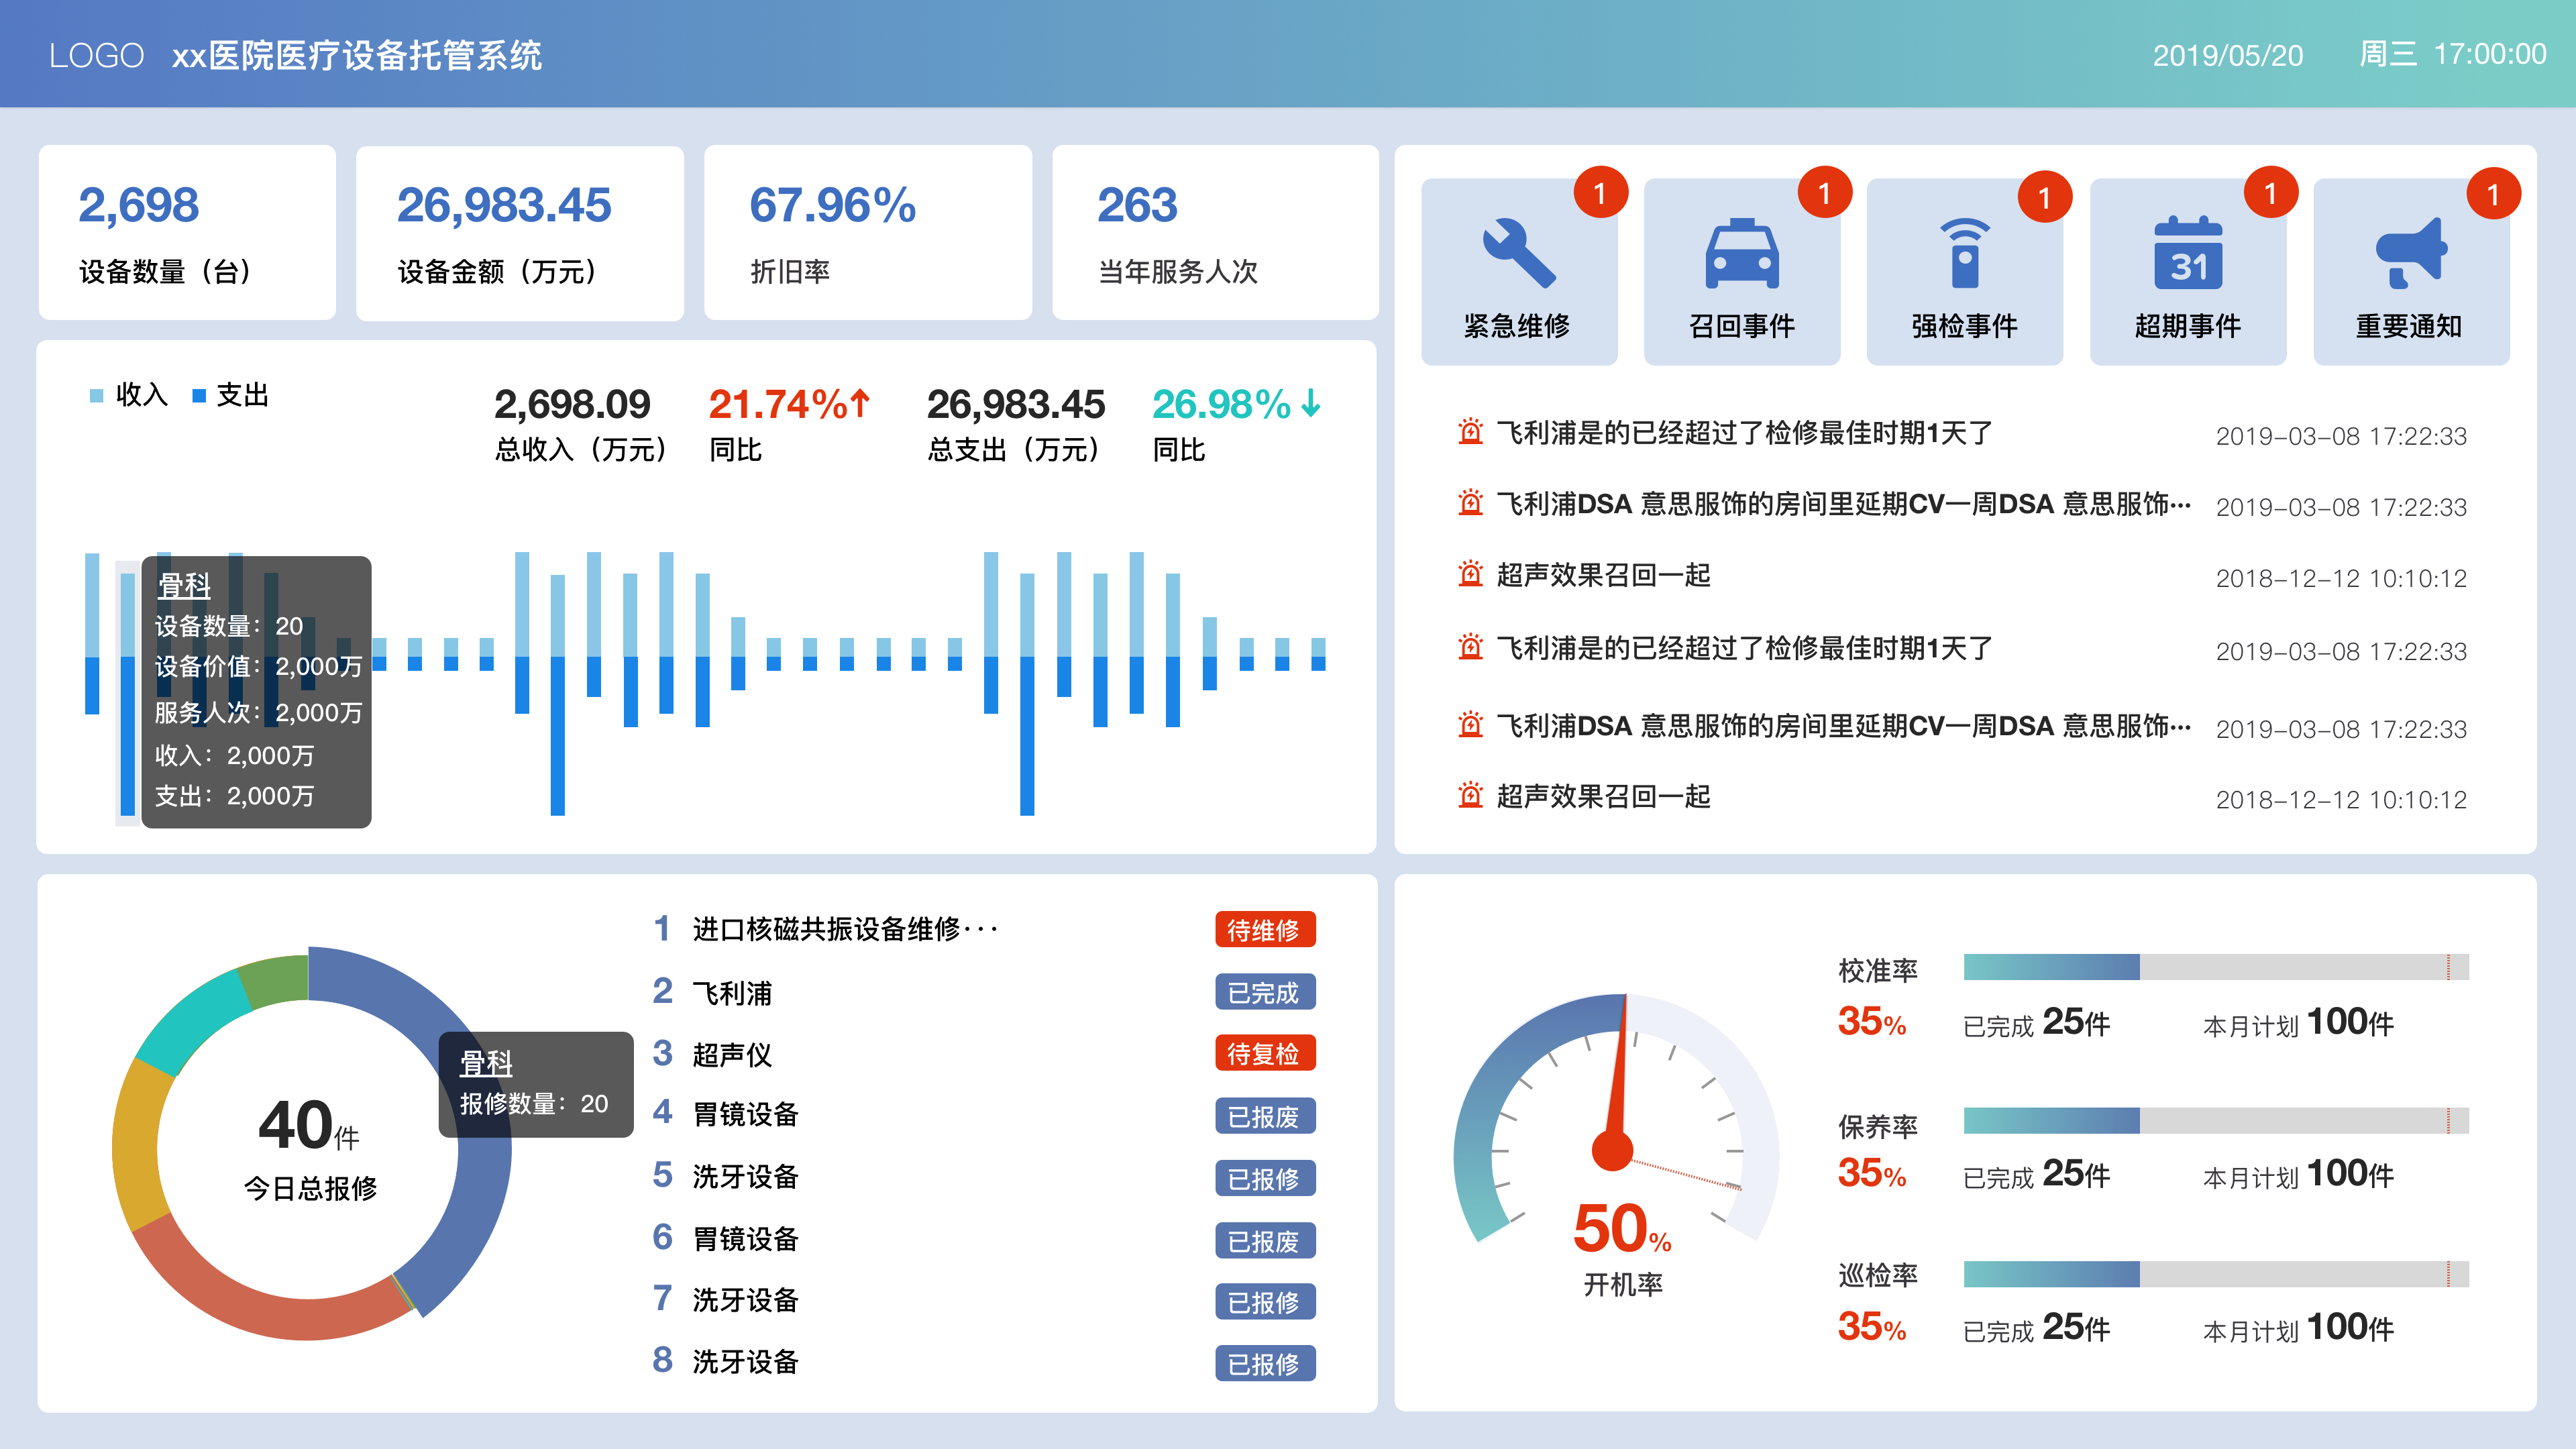 LOGO xx医院医疗设备托管系统
2019/05/20 周三 17:00:00
2,698
设备数量（台）
26,983.45
设备金额（万元）
67.96%
折旧率
263
当年服务人次
1
紧急维修
1
召回事件
1
强检事件
1
31
超期事件
1
重要通知
收入 支出
2,698.09
总收入（万元）
21.74%↑
同比
26,983.45
总支出（万元）
26.98%↓
同比
骨科
设备数量：20
设备价值：2,000万
服务人次：2,000万
收入：2,000万
支出：2,000万
飞利浦是的已经超过了检修最佳时期1天了 2019-03-08 17:22:33
飞利浦DSA 意思服饰的房间里延期CV一周DSA 意思服饰… 2019-03-08 17:22:33
超声效果召回一起 2018-12-12 10:10:12
飞利浦是的已经超过了检修最佳时期1天了 2019-03-08 17:22:33
飞利浦DSA 意思服饰的房间里延期CV一周DSA 意思服饰… 2019-03-08 17:22:33
超声效果召回一起 2018-12-12 10:10:12
40件
今日总报修
骨科
报修数量：20
1 进口核磁共振设备维修··· 待维修
2 飞利浦 已完成
3 超声仪 待复检
4 胃镜设备 已报废
5 洗牙设备 已报修
6 胃镜设备 已报废
7 洗牙设备 已报修
8 洗牙设备 已报修
50%
开机率
校准率
35% 已完成 25件 本月计划 100件
保养率
35% 已完成 25件 本月计划 100件
巡检率
35% 已完成 25件 本月计划 100件